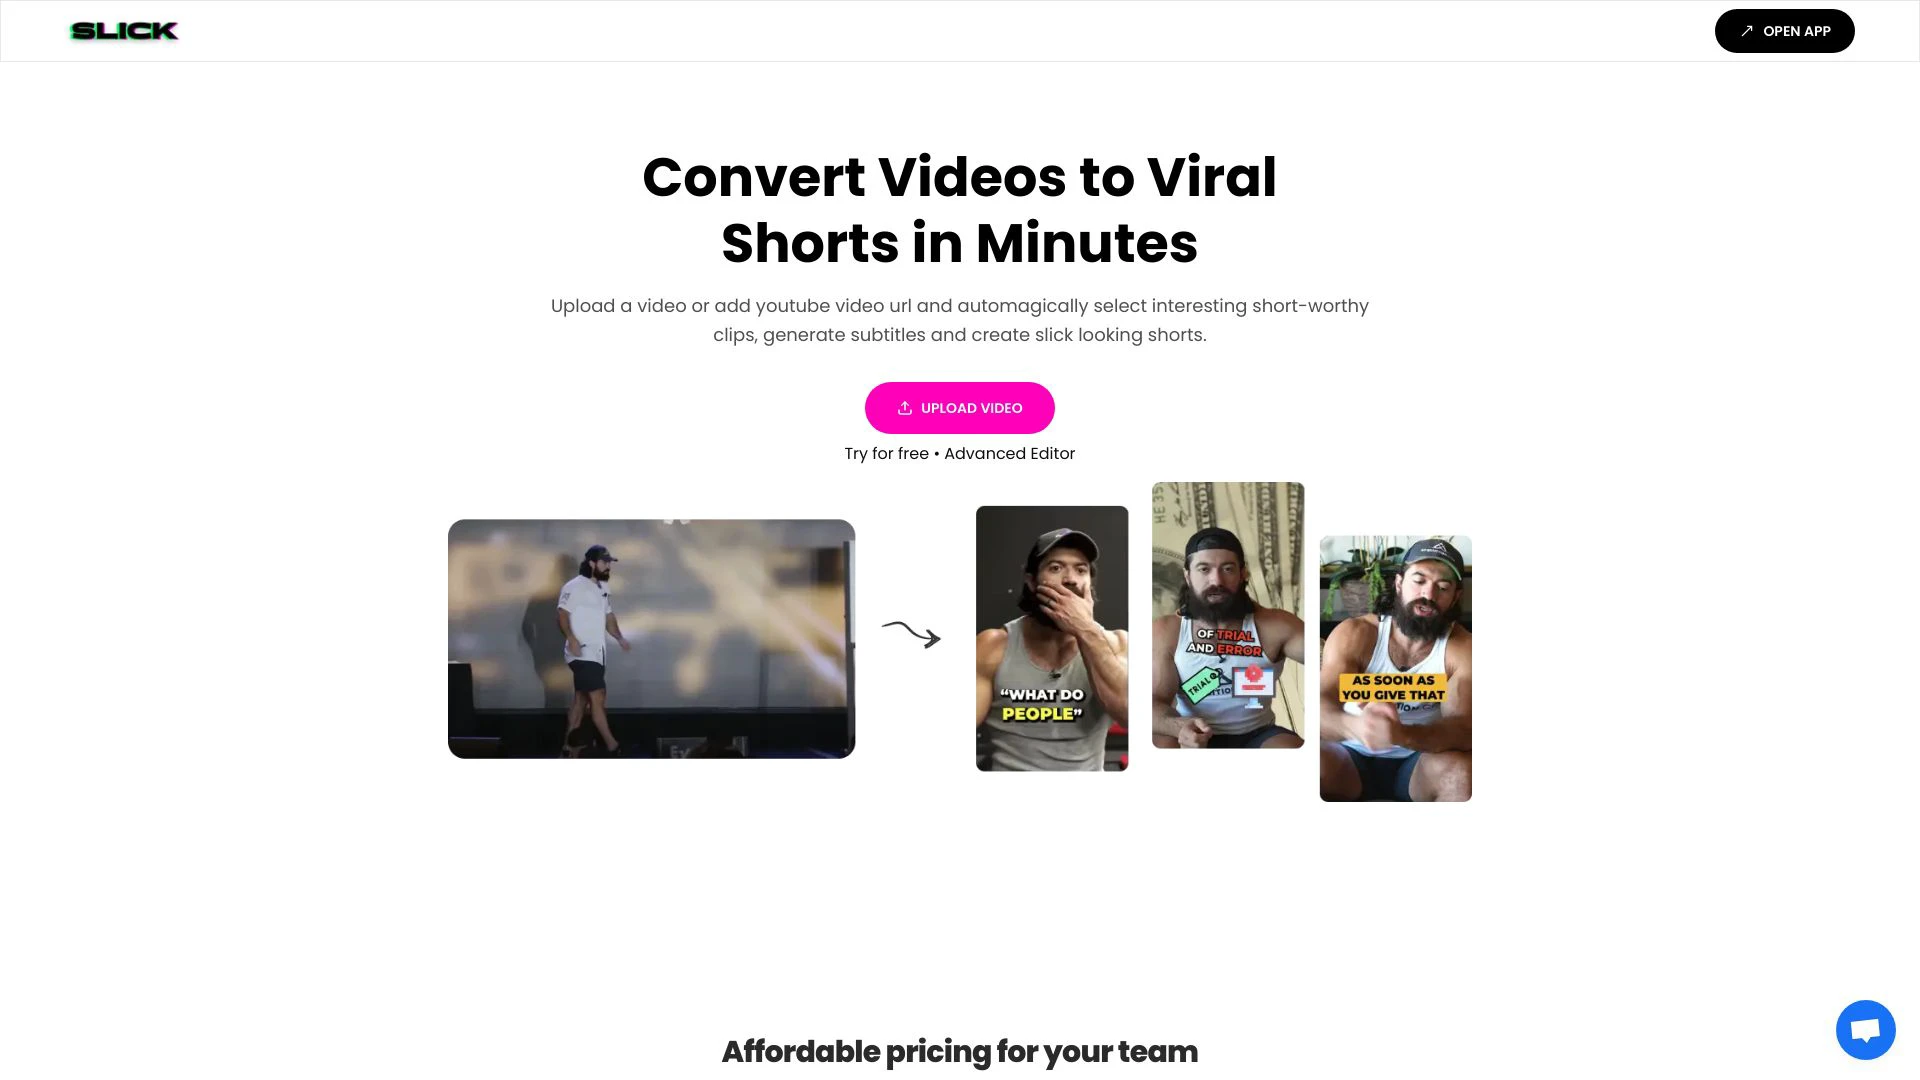 SLICK
OPEN APP
Convert Videos to Viral
Shorts in Minutes
Upload a video or add youtube video url and automagically select interesting short-worthy
clips, generate subtitles and create slick looking shorts.
UPLOAD VIDEO
Try for free • Advanced Editor
“WHAT DO
PEOPLE”
OF TRIAL
AND ERROR
TRIAL
AS SOON AS
YOU GIVE THAT
Affordable pricing for your team